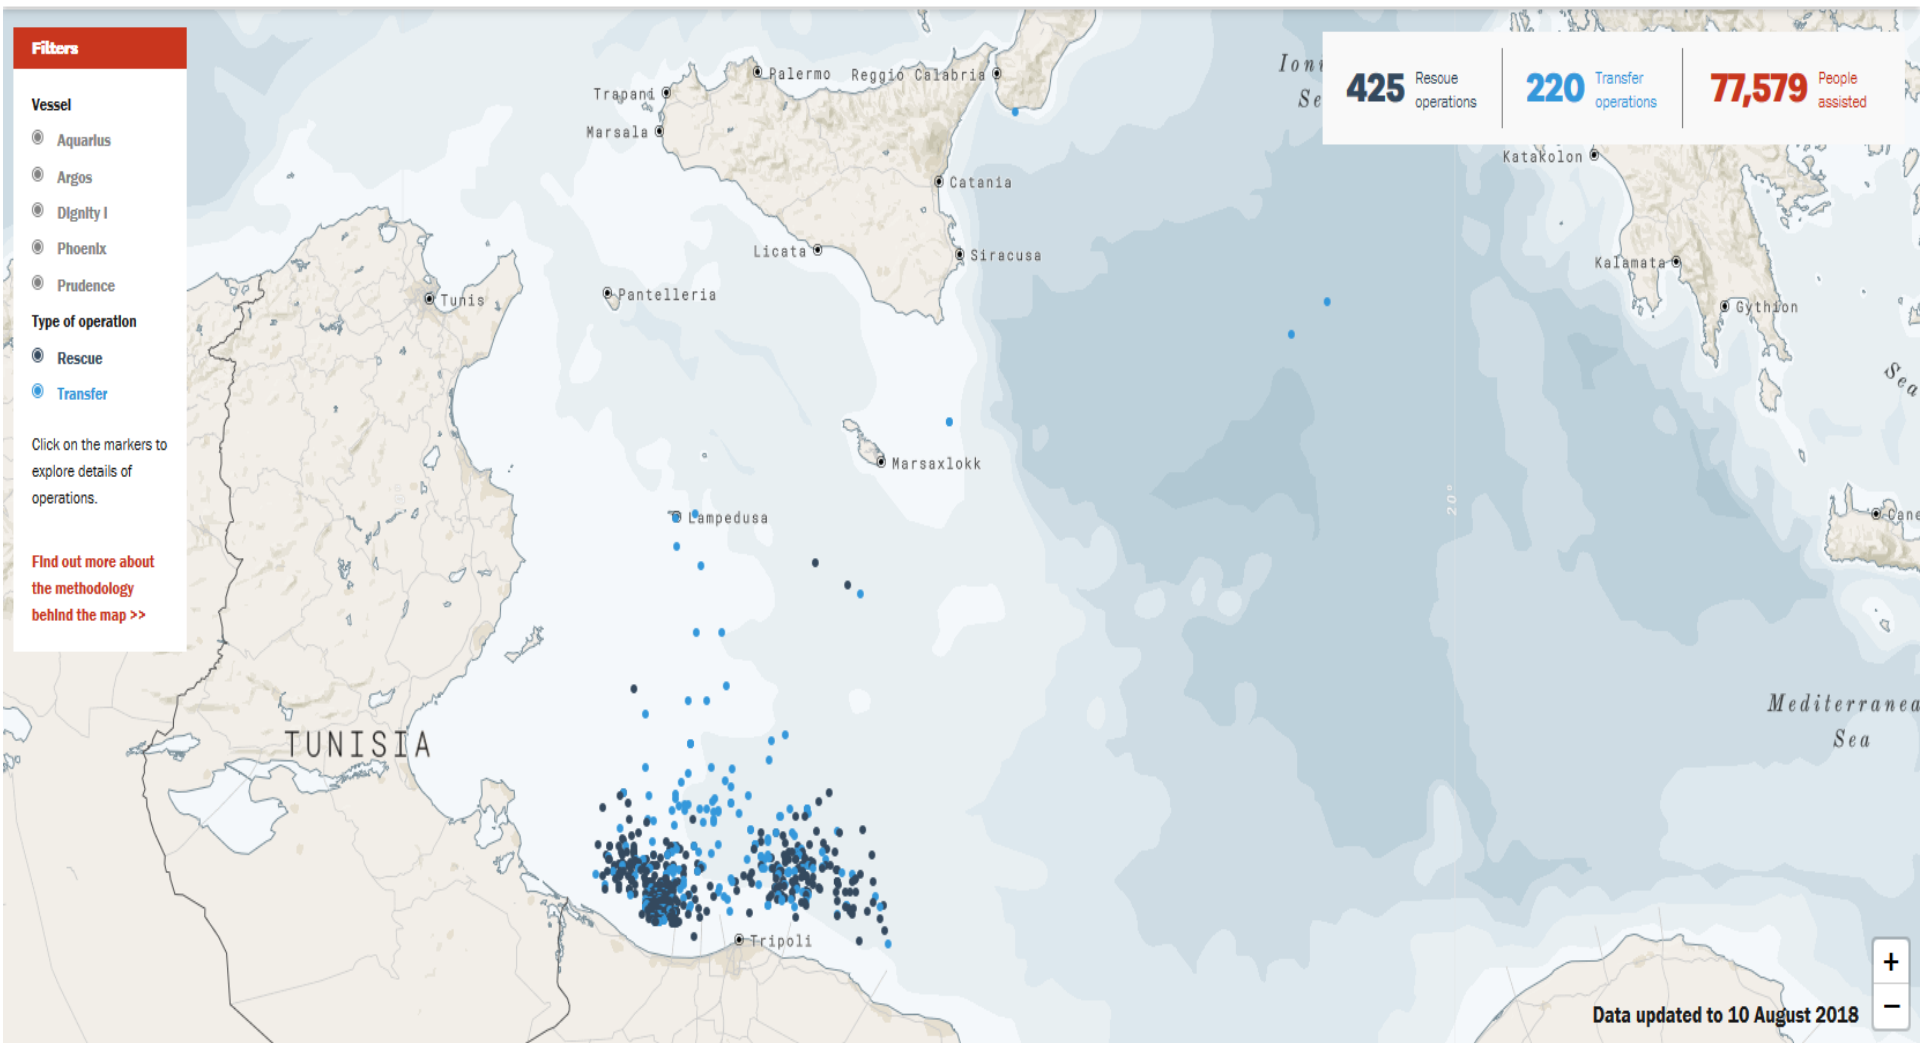 Filters
Vessel
Aquarius
Argos
Dignity I
Phoenix
Prudence
Type of operation
Rescue
Transfer
Click on the markers to
explore details of
operations.
Find out more about
the methodology
behind the map >>
425 Rescue
operations
220 Transfer
operations
77,579 People
assisted
Palermo
Reggio Calabria
Trapani
Marsala
Catania
Licata
Siracusa
Pantelleria
Tunis
Marsaxlokk
Lampedusa
Katakolon
Kalamata
Gythion
Sea
20°
Cane
TUNISIA
Mediterranea
Sea
Tripoli
+
−
Data updated to 10 August 2018